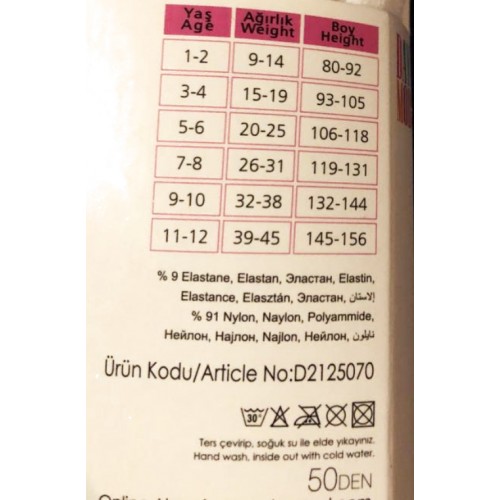 Yaş Ağırlık Boy
Age Weight Height
1-2 9-14 80-92
3-4 15-19 93-105
5-6 20-25 106-118
7-8 26-31 119-131
9-10 32-38 132-144
11-12 39-45 145-156
% 9 Elastane, Elastan, Эластан, Elastin,
Elastance, Elasztán, Эластан, إلاستان
% 91 Nylon, Naylon, Polyammide,
Нейлон, Најлон, Najlon, Нейлон, نايلون
Ürün Kodu/Article No:D2125070
30°
Ters çevirip, soğuk su ile elde yıkayınız.
Hand wash, inside out with cold water.
50DEN